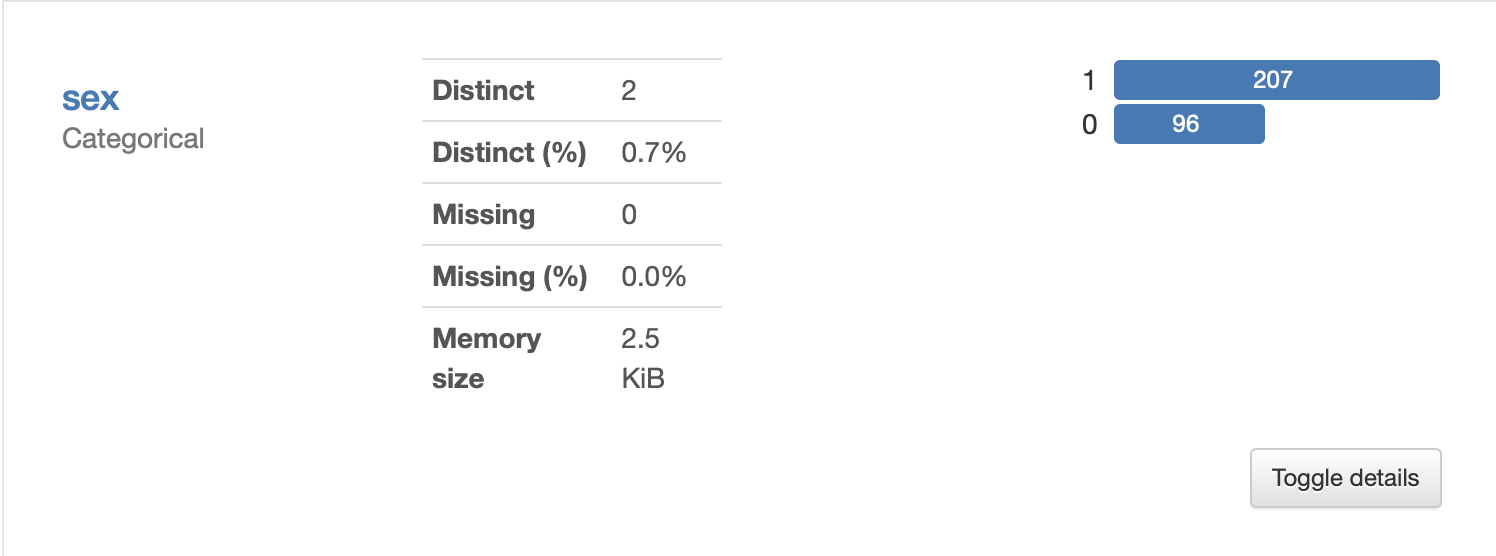 sex
Categorical
Distinct 2
Distinct (%) 0.7%
Missing 0
Missing (%) 0.0%
Memory size 2.5 KiB
1 207
0 96
Toggle details